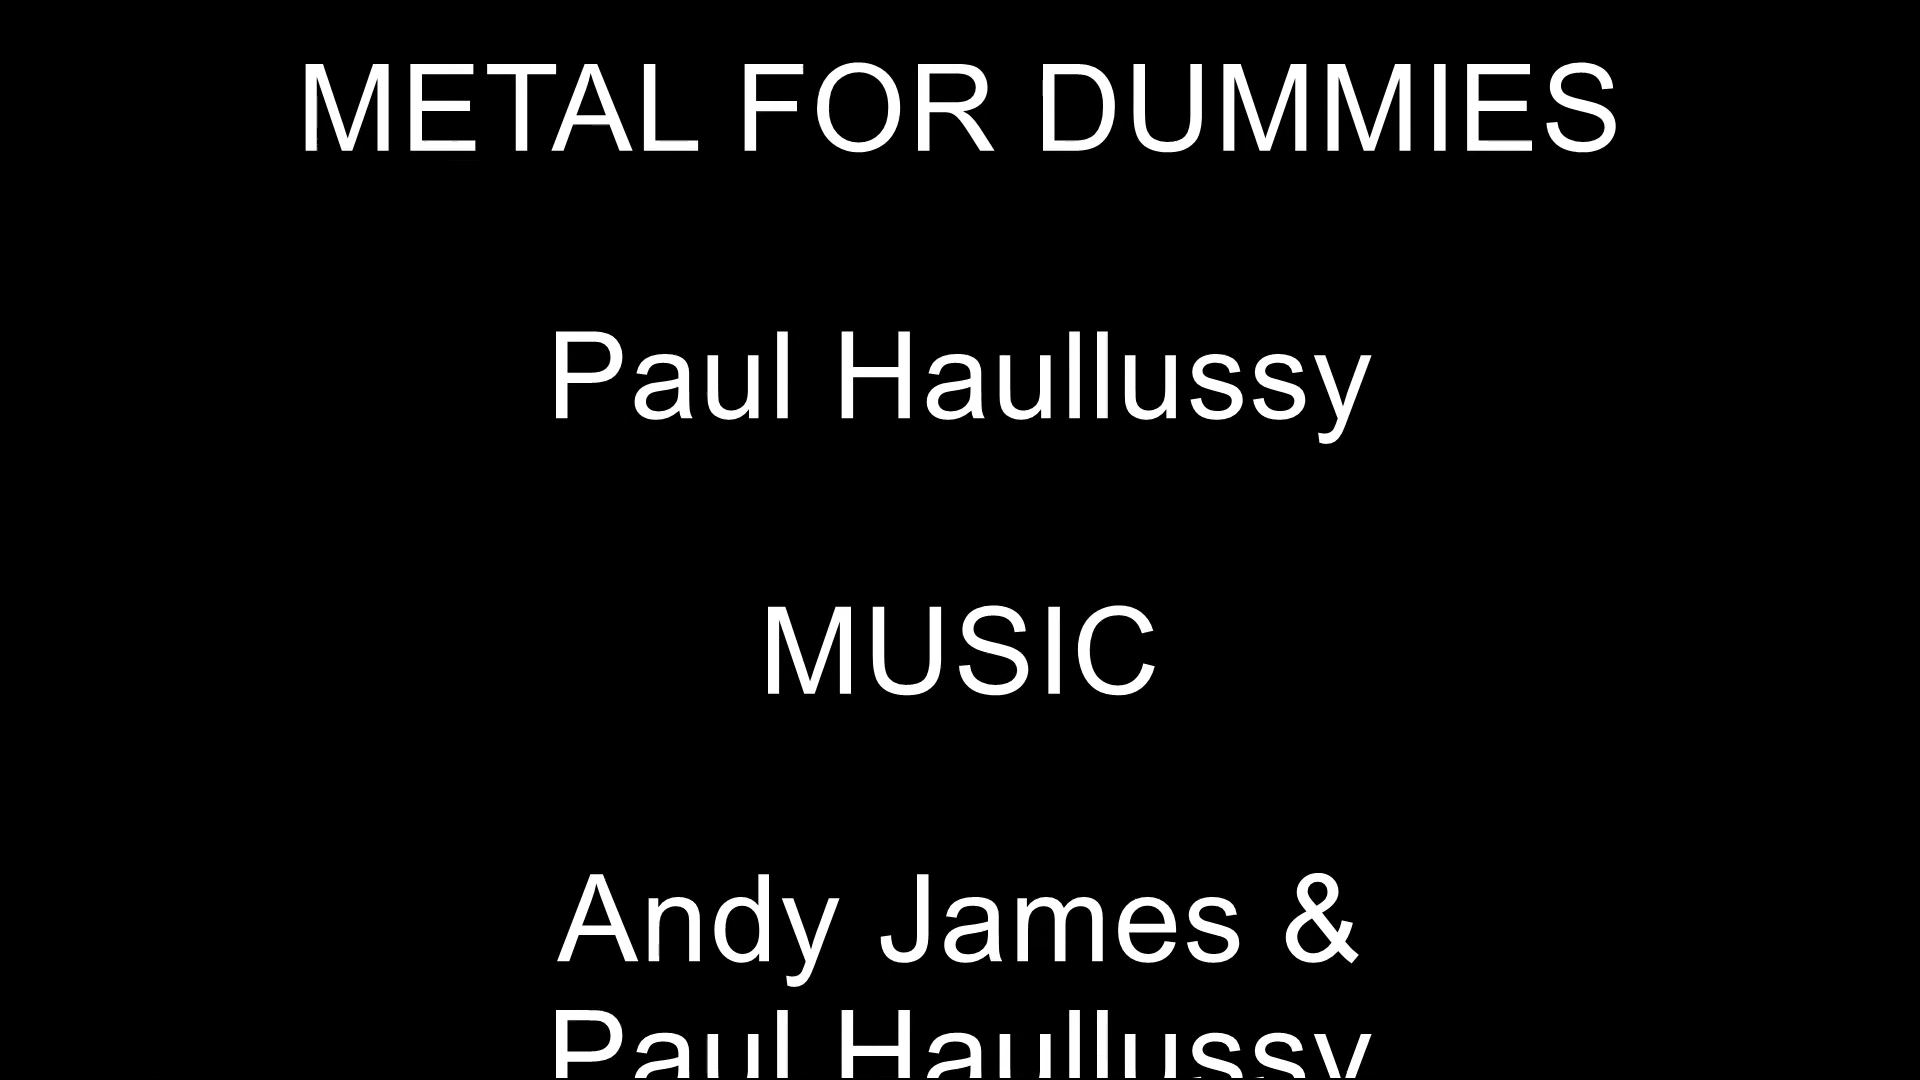 METAL FOR DUMMIES
Paul Haullussy
MUSIC
Andy James &
Paul Haullussy